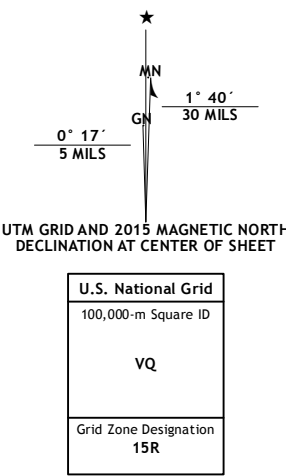 ★
MN
1° 40´
30 MILS
GN
0° 17´
5 MILS
UTM GRID AND 2015 MAGNETIC NORTH
DECLINATION AT CENTER OF SHEET
U.S. National Grid
100,000-m Square ID
VQ
Grid Zone Designation
15R